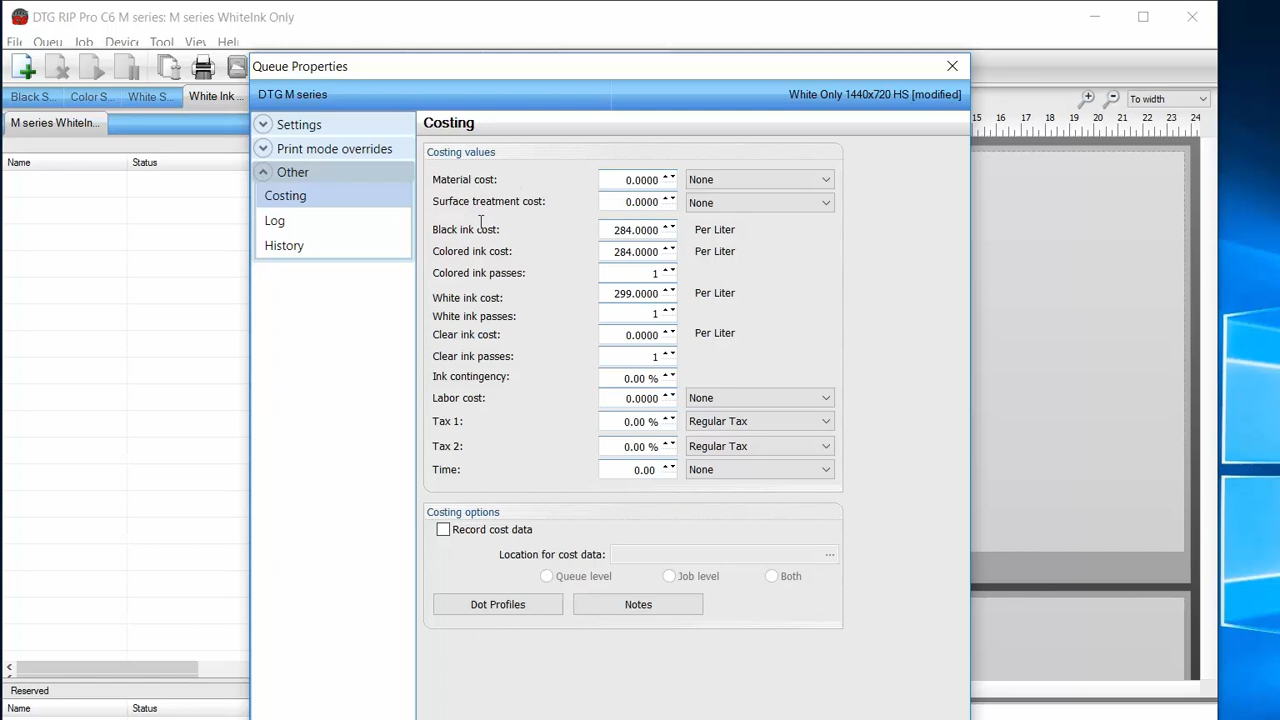 DTG RIP Pro C6 M series: M series WhiteInk Only
Fil Queu Job Device Tool Viev Help
Queue Properties
DTG M series White Only 1440x720 HS [modified]
Black S... Color S... White S... White Ink ...
M series WhiteIn...
Name Status
Settings
Print mode overrides
Other
Costing
Log
History
Costing
Costing values
Material cost: 0.0000 None
Surface treatment cost: 0.0000 None
Black ink cost: 284.0000 Per Liter
Colored ink cost: 284.0000 Per Liter
Colored ink passes: 1
White ink cost: 299.0000 Per Liter
White ink passes: 1
Clear ink cost: 0.0000 Per Liter
Clear ink passes: 1
Ink contingency: 0.00 %
Labor cost: 0.0000 None
Tax 1: 0.00 % Regular Tax
Tax 2: 0.00 % Regular Tax
Time: 0.00 None
Costing options
Record cost data
Location for cost data: ...
Queue level Job level Both
Dot Profiles Notes
To width
15 16 17 18 19 20 21 22 23 24
Reserved
Name Status